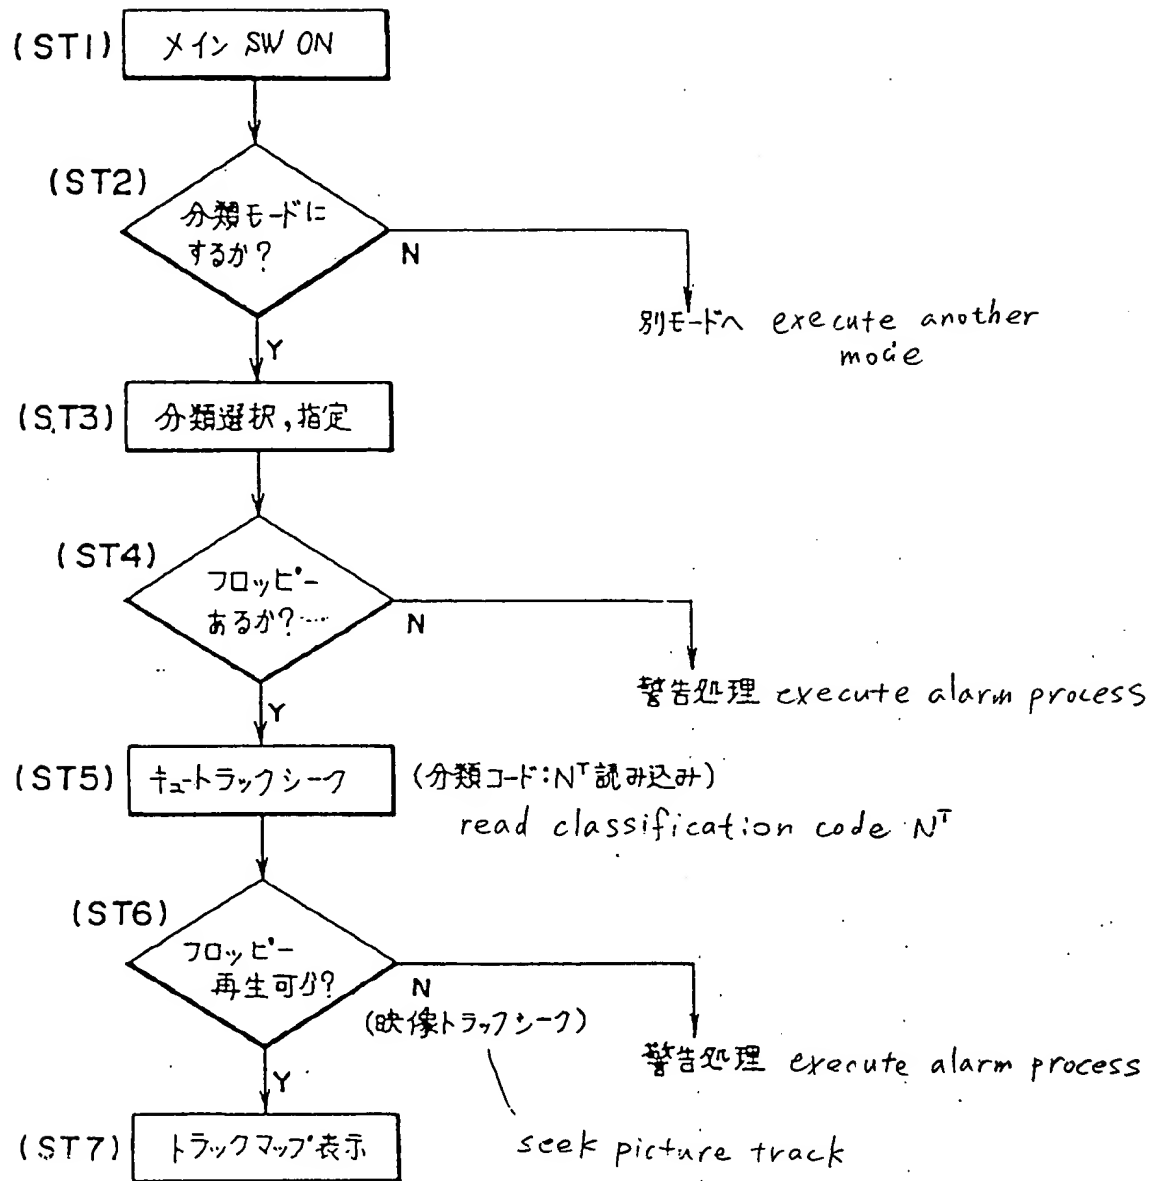 (ST1) メイン SW ON
(ST2)
分類モードに
するか?
N
別モードへ execute another
mode
Y
(ST3) 分類選択,指定
(ST4)
フロッピー
あるか?....
N
警告処理 execute alarm process
Y
(ST5) キュートラックシーク (分類コード:Nᵀ読み込み)
read classification code Nᵀ
(ST6)
フロッピー
再生可か?
N
(映像トラックシーク)
警告処理 execute alarm process
Y
(ST7) トラックマップ表示
seek picture track